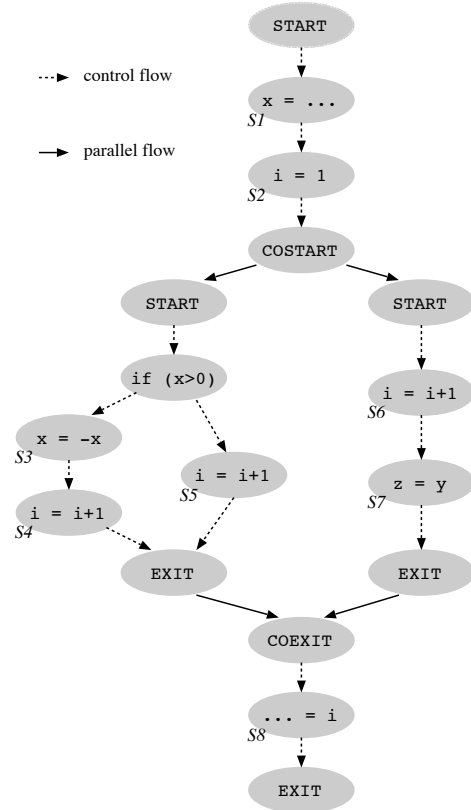 START
control flow
x = ...
S1
parallel flow
i = 1
S2
COSTART
START
START
if (x>0)
i = i+1
S6
x = -x
S3
i = i+1
S5
z = y
S7
i = i+1
S4
EXIT
EXIT
COEXIT
... = i
S8
EXIT